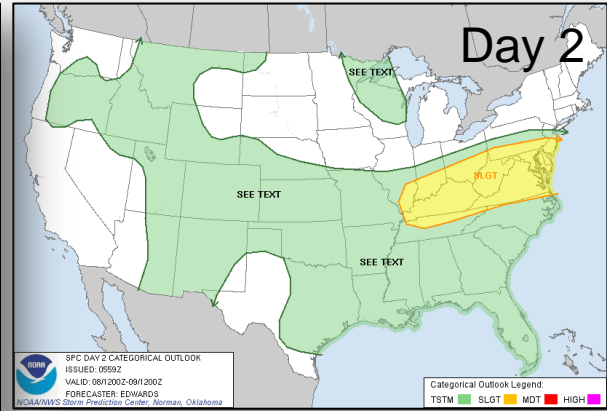 Day 2
SEE TEXT
SLGT
SEE TEXT
SEE TEXT
NOAA
SPC DAY 2 CATEGORICAL OUTLOOK
ISSUED: 0559Z
VALID: 08/1200Z-09/1200Z
FORECASTER: EDWARDS
NOAA/NWS Storm Prediction Center, Norman, Oklahoma
Categorical Outlook Legend:
TSTM SLGT MDT HIGH